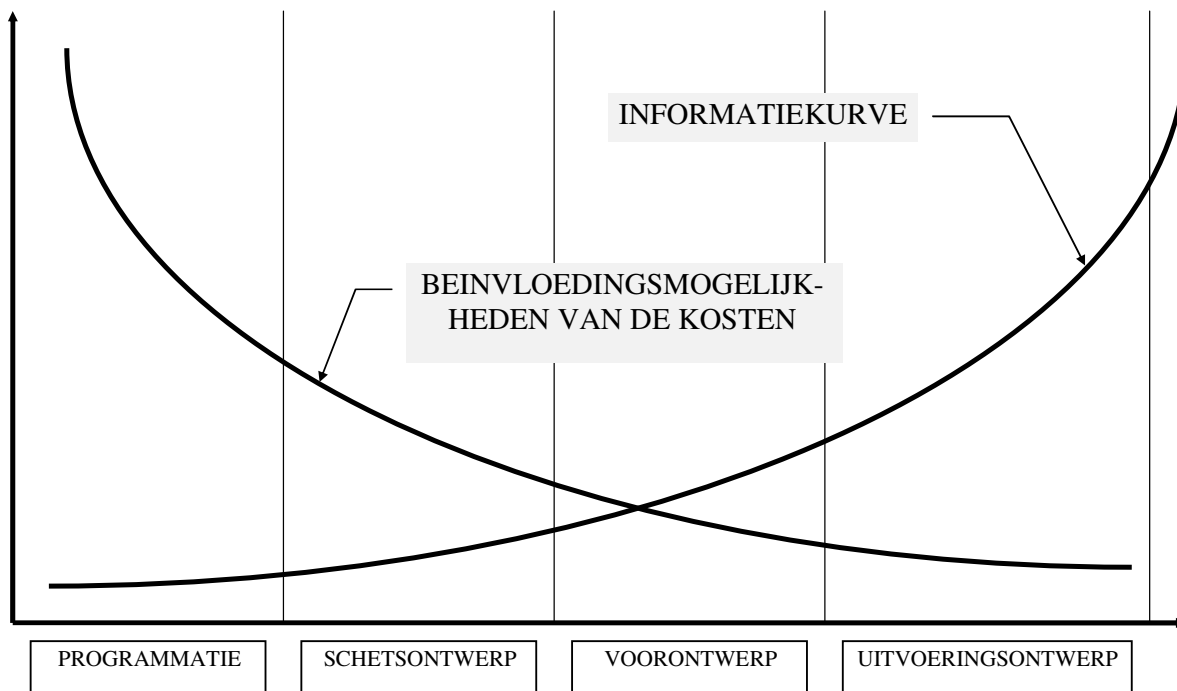 INFORMATIEKURVE
BEINVLOEDINGSMOGELIJK-
HEDEN VAN DE KOSTEN
PROGRAMMATIE
SCHETSONTWERP
VOORONTWERP
UITVOERINGSONTWERP